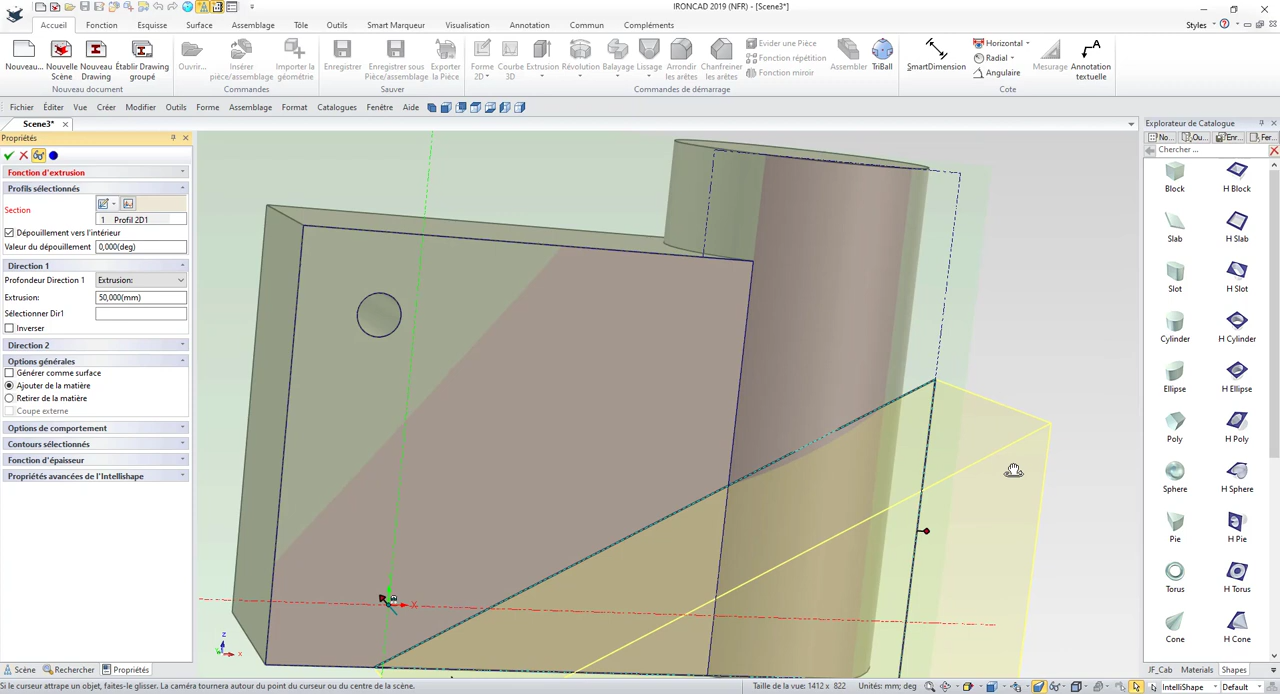 IRONCAD 2019 (NFR) - [Scene3*]
Accueil Fonction Esquisse Surface Assemblage Tôle Outils Smart Marqueur Visualisation Annotation Commun Compléments
Styles
Nouveau... Nouvelle Scène Nouveau Drawing Établir Drawing groupé
Nouveau document
Ouvrir... Insérer pièce/assemblage Importer la géométrie
Commandes
Enregistrer Enregistrer sous Pièce/assemblage Exporter la Pièce
Sauver
Forme 2D Courbe 3D Extrusion Révolution Balayage Lissage Arrondir les arêtes Chanfreiner les arêtes
Evider une Pièce
Fonction répétition
Fonction miroir
Assembler TriBall
Commandes de démarrage
SmartDimension
Horizontal
Radial
Angulaire
Mesurage Annotation textuelle
Cote
Fichier Éditer Vue Créer Modifier Outils Forme Assemblage Format Catalogues Fenêtre Aide
Scene3*
Propriétés
Fonction d'extrusion
Profils sélectionnés
Section
1 Profil 2D1
Dépouillement vers l'intérieur
Valeur du dépouillement 0,000(deg)
Direction 1
Profondeur Direction 1 Extrusion:
Extrusion: 50,000(mm)
Sélectionner Dir1
Inverser
Direction 2
Options générales
Générer comme surface
Ajouter de la matière
Retirer de la matière
Coupe externe
Options de comportement
Contours sélectionnés
Fonction d'épaisseur
Propriétés avancées de l'Intellishape
X
z
x
Explorateur de Catalogue
No... Ou... Enr... Fer...
Chercher ...
Block H Block
Slab H Slab
Slot H Slot
Cylinder H Cylinder
Ellipse H Ellipse
Poly H Poly
Sphere H Sphere
Pie H Pie
Torus H Torus
Cone H Cone
JF_Cab Materials Shapes
Scène Rechercher Propriétés
Si le curseur attrape un objet, faites-le glisser. La caméra tournera autour du point du curseur ou du centre de la scène.
Taille de la vue: 1412 x 822 Unités: mm; deg
IntelliShape Default